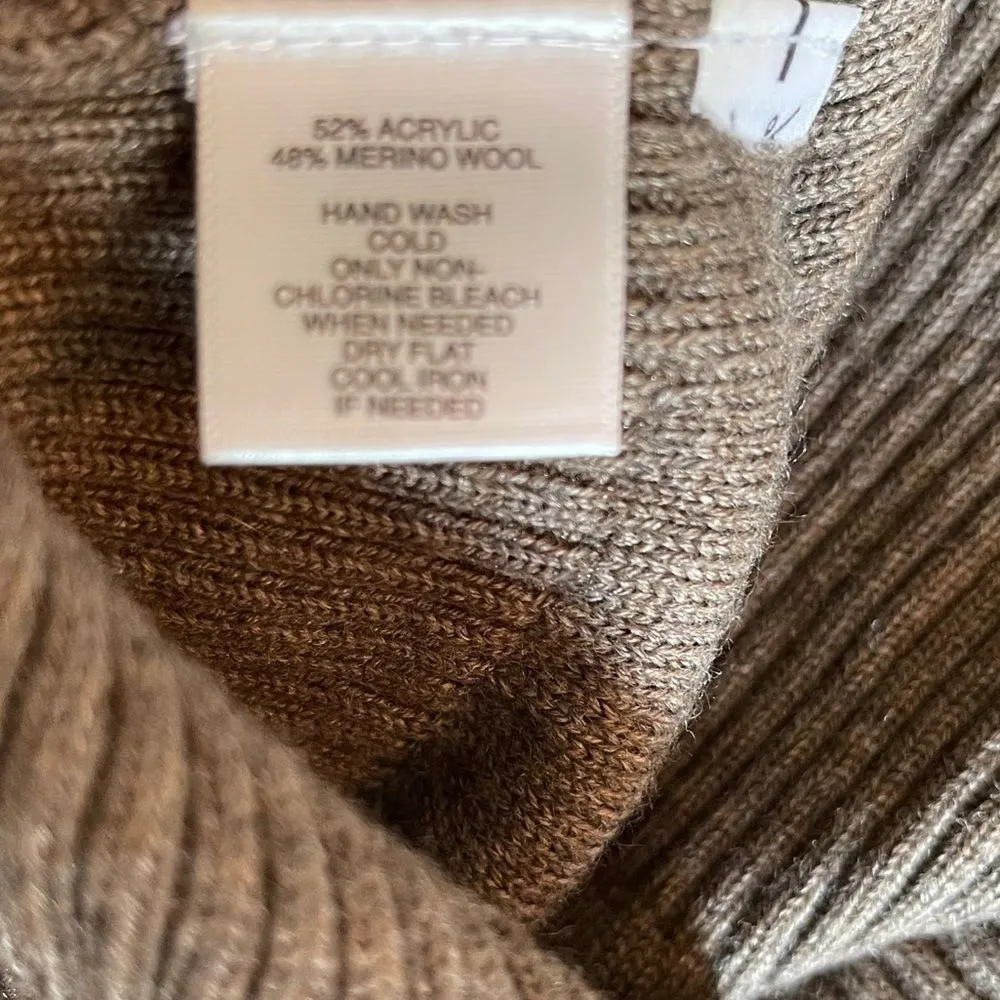 52% ACRYLIC
48% MERINO WOOL
HAND WASH
COLD
ONLY NON-
CHLORINE BLEACH
WHEN NEEDED
DRY FLAT
COOL IRON
IF NEEDED